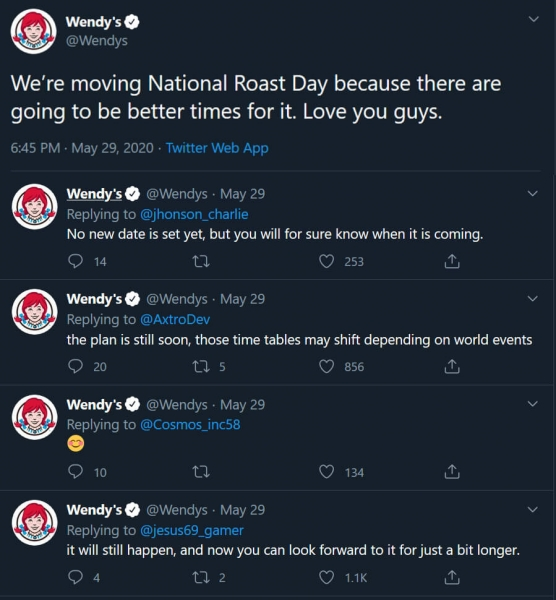 Wendy's
@Wendys
We're moving National Roast Day because there are
going to be better times for it. Love you guys.
6:45 PM · May 29, 2020 · Twitter Web App
Wendy's @Wendys · May 29
Replying to @jhonson_charlie
No new date is set yet, but you will for sure know when it is coming.
14 253
Wendy's @Wendys · May 29
Replying to @AxtroDev
the plan is still soon, those time tables may shift depending on world events
20 5 856
Wendy's @Wendys · May 29
Replying to @Cosmos_inc58
😊
10 134
Wendy's @Wendys · May 29
Replying to @jesus69_gamer
it will still happen, and now you can look forward to it for just a bit longer.
4 2 1.1K